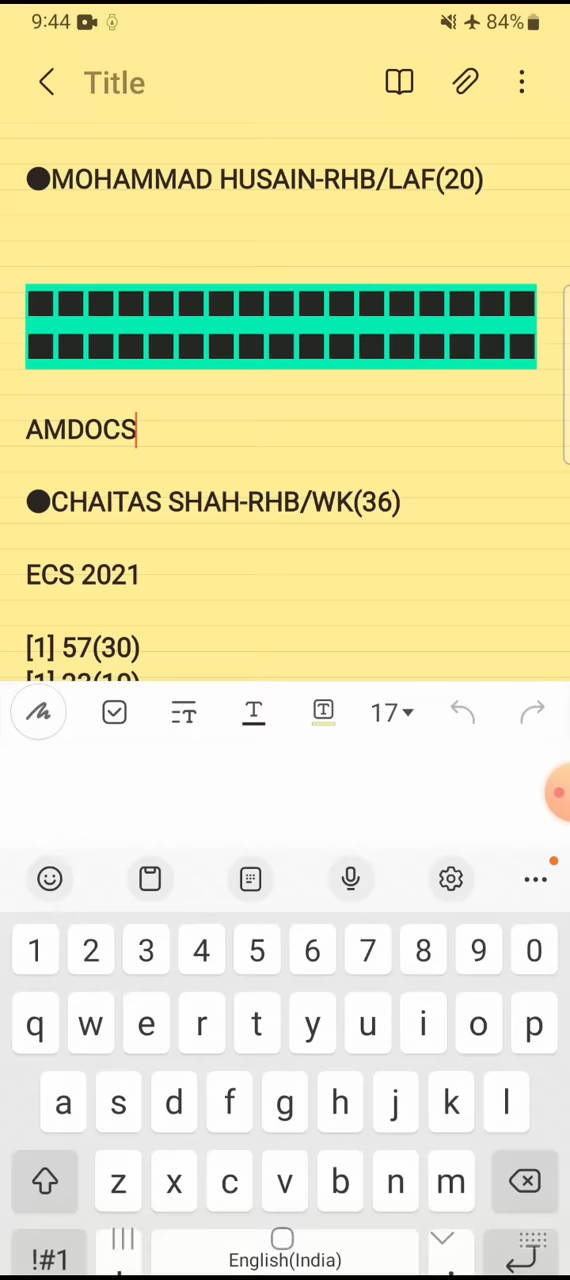 9:44 84%
Title
●MOHAMMAD HUSAIN-RHB/LAF(20)
■■■■■■■■■■■■■■■■■
■■■■■■■■■■■■■■■■■
AMDOCS
●CHAITAS SHAH-RHB/WK(36)
ECS 2021
[1] 57(30)
17
1 2 3 4 5 6 7 8 9 0
q w e r t y u i o p
a s d f g h j k l
z x c v b n m
!#1 , English(India) .